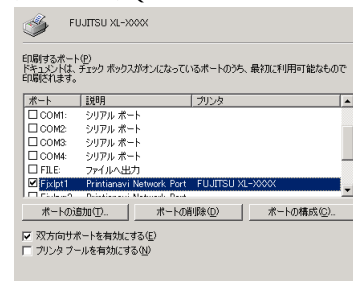 FUJITSU XL-XXXX
印刷するポート(P)
ドキュメントは、チェック ボックスがオンになっているポートのうち、最初に利用可能なもので
印刷されます。
ポート 説明 プリンタ
COM1: シリアル ポート
COM2: シリアル ポート
COM3: シリアル ポート
COM4: シリアル ポート
FILE: ファイルへ出力
Fjxlpt1 Printianavi Network Port FUJITSU XL-XXXX
ポートの追加(T)... ポートの削除(D) ポートの構成(C)...
双方向サポートを有効にする(E)
プリンタ プールを有効にする(N)